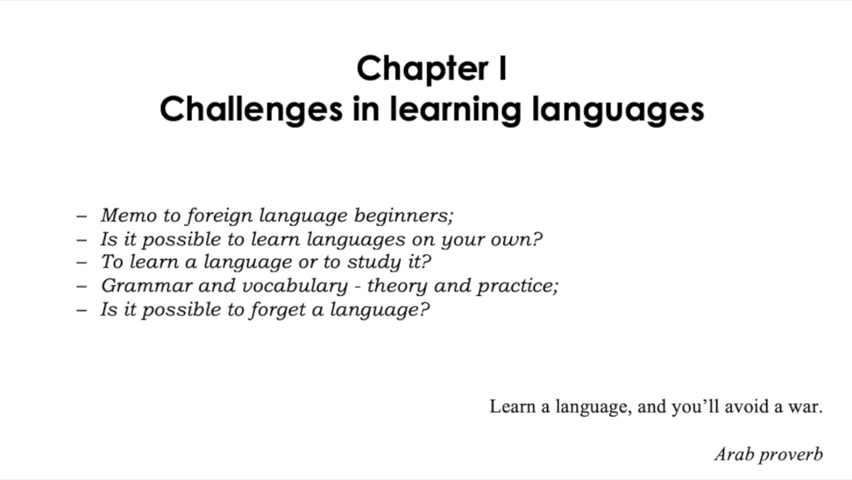 Chapter I
Challenges in learning languages
– Memo to foreign language beginners;
– Is it possible to learn languages on your own?
– To learn a language or to study it?
– Grammar and vocabulary - theory and practice;
– Is it possible to forget a language?
Learn a language, and you’ll avoid a war.
Arab proverb